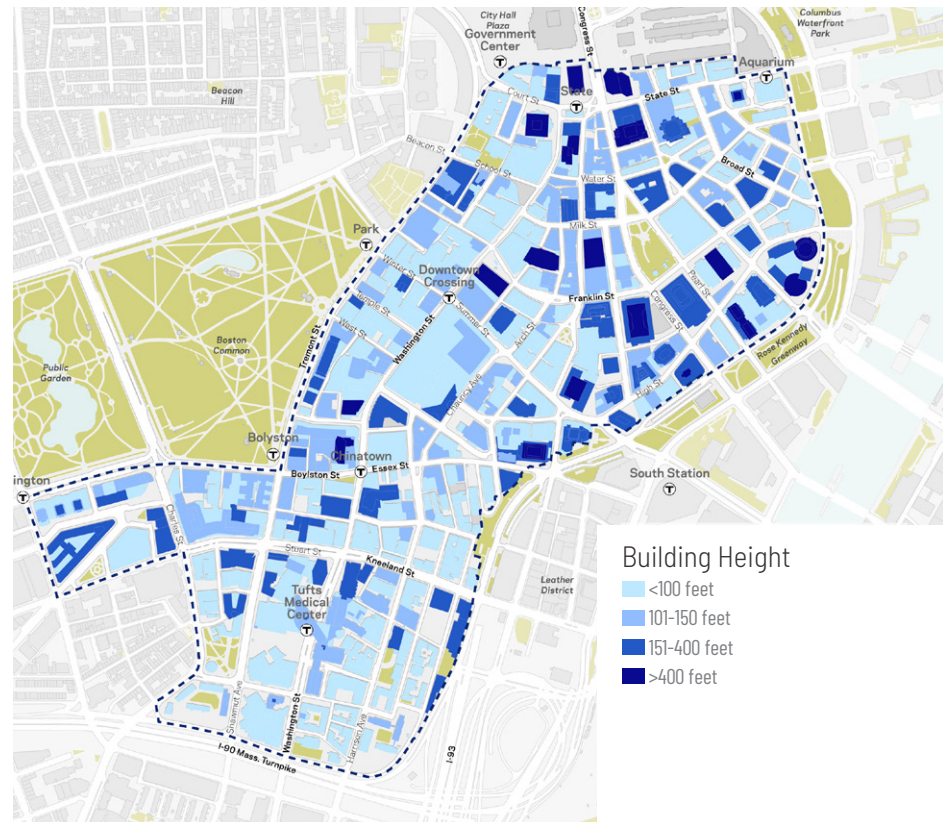 City Hall
Plaza
Government
Center
T
Congress St
Columbus
Waterfront
Park
Aquarium
T
Beacon
Hill
Court St
State
T
State St
Beacon St
School St
Water St
Broad St
Milk St
Park
T
Winter St
Downtown
Crossing
T
Pearl St
Franklin St
Congress St
Temple St
Summer St
West St
Washington St
Arch St
Tremont St
Boston
Common
Public
Garden
Rose Kennedy
Greenway
High St
Chauncy Ave
Bolyston
T
Chinatown
T
Boylston St
Essex St
South Station
T
ington
T
Charles St
Stuart St
Kneeland St
Leather
District
Tufts
Medical
Center
T
Shawmut Ave
Washington St
Harrison Ave
I-90 Mass. Turnpike
I-93
Building Height
<100 feet
101-150 feet
151-400 feet
>400 feet